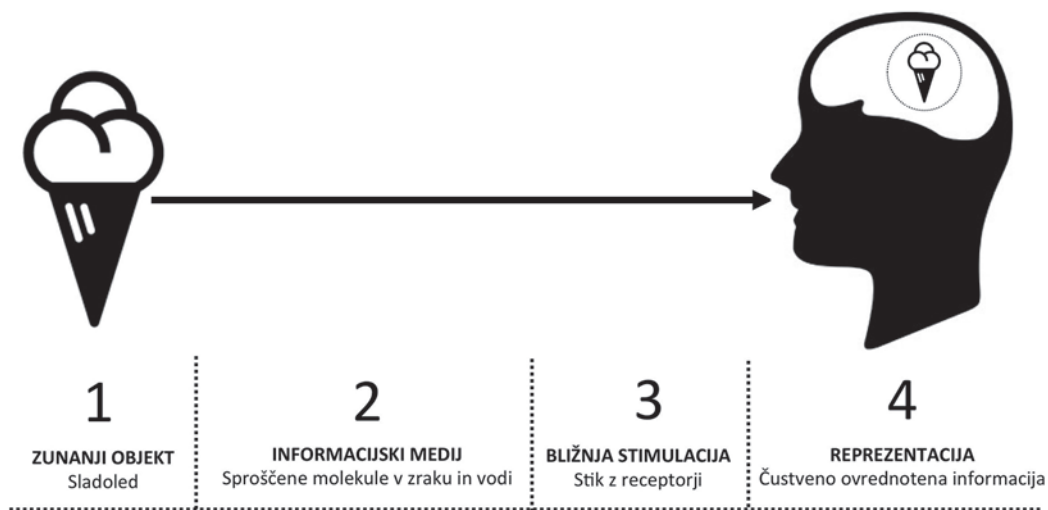 1
ZUNANJI OBJEKT
Sladoled
2
INFORMACIJSKI MEDIJ
Sproščene molekule v zraku in vodi
3
BLIŽNJA STIMULACIJA
Stik z receptorji
4
REPREZENTACIJA
Čustveno ovrednotena informacija